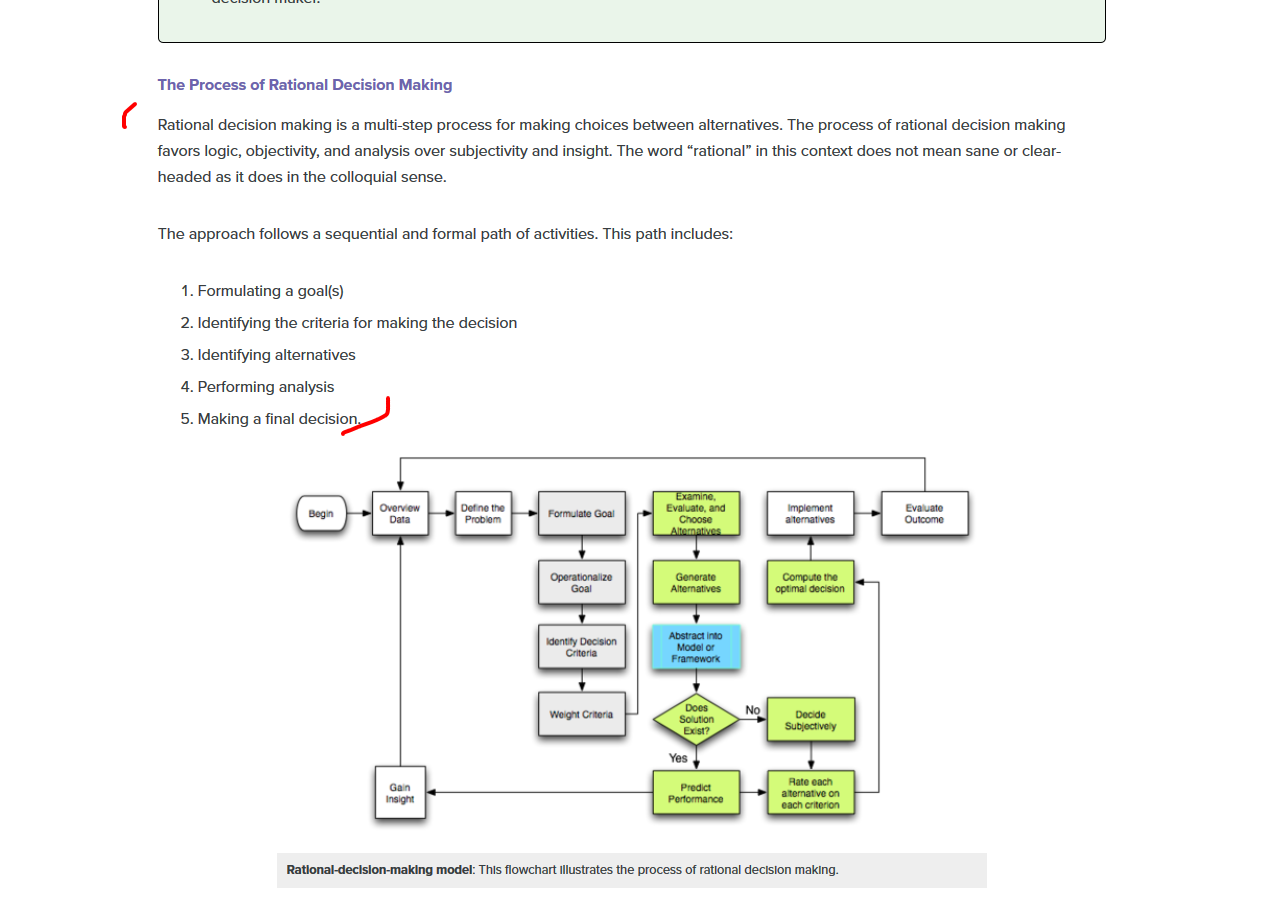 decision maker.
The Process of Rational Decision Making
Rational decision making is a multi-step process for making choices between alternatives. The process of rational decision making
favors logic, objectivity, and analysis over subjectivity and insight. The word “rational” in this context does not mean sane or clear-
headed as it does in the colloquial sense.
The approach follows a sequential and formal path of activities. This path includes:
1. Formulating a goal(s)
2. Identifying the criteria for making the decision
3. Identifying alternatives
4. Performing analysis
5. Making a final decision.
Begin
Overview
Data
Define the
Problem
Formulate Goal
Operationalize
Goal
Identify Decision
Criteria
Weight Criteria
Examine,
Evaluate, and
Choose
Alternatives
Generate
Alternatives
Abstract into
Model or
Framework
Does
Solution
Exist?
No
Yes
Decide
Subjectively
Predict
Performance
Rate each
alternative on
each criterion
Compute the
optimal decision
Implement
alternatives
Evaluate
Outcome
Gain
Insight
Rational-decision-making model: This flowchart illustrates the process of rational decision making.